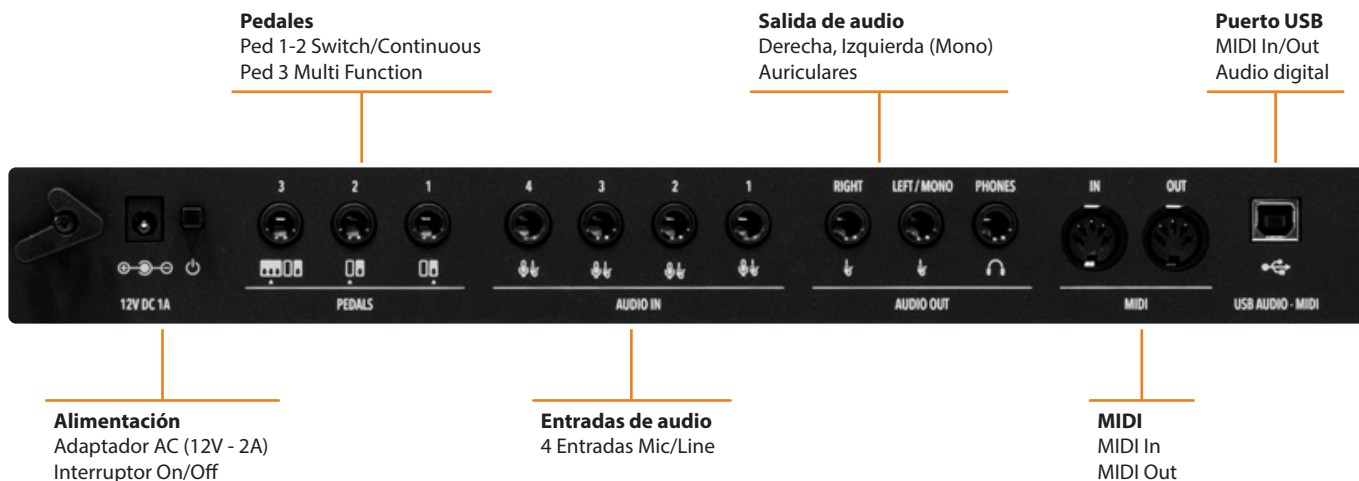 Pedales
Ped 1-2 Switch/Continuous
Ped 3 Multi Function
Salida de audio
Derecha, Izquierda (Mono)
Auriculares
Puerto USB
MIDI In/Out
Audio digital
3 2 1 4 3 2 1 RIGHT LEFT / MONO PHONES IN OUT
12V DC 1A PEDALS AUDIO IN AUDIO OUT MIDI USB AUDIO - MIDI
Alimentación
Adaptador AC (12V - 2A)
Interruptor On/Off
Entradas de audio
4 Entradas Mic/Line
MIDI
MIDI In
MIDI Out